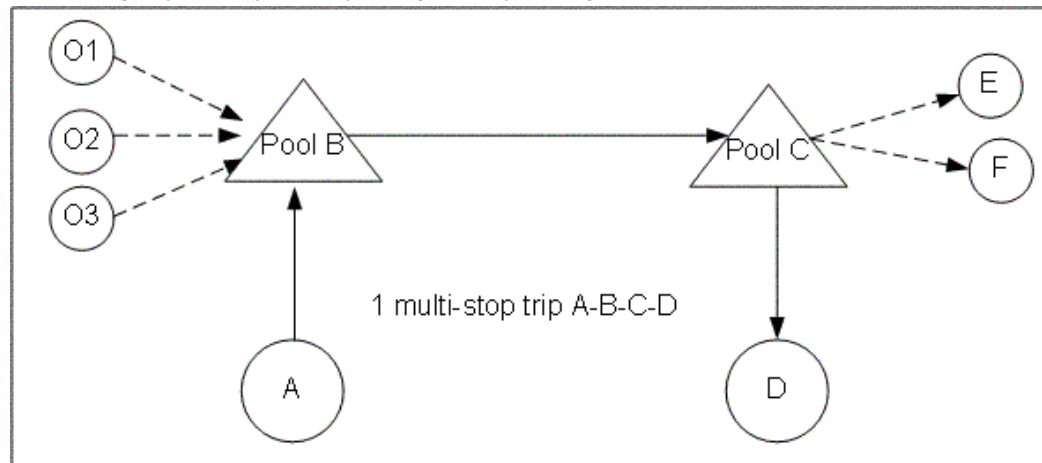 O1
O2
O3
Pool B
Pool C
E
F
1 multi-stop trip A-B-C-D
A
D